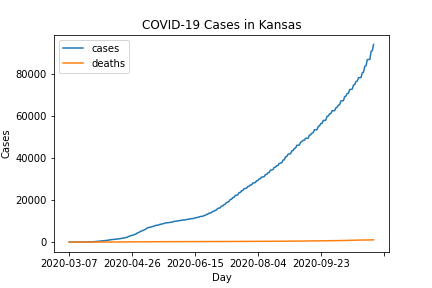 COVID-19 Cases in Kansas
cases
deaths
80000
60000
40000
20000
0
Cases
2020-03-07 2020-04-26 2020-06-15 2020-08-04 2020-09-23
Day